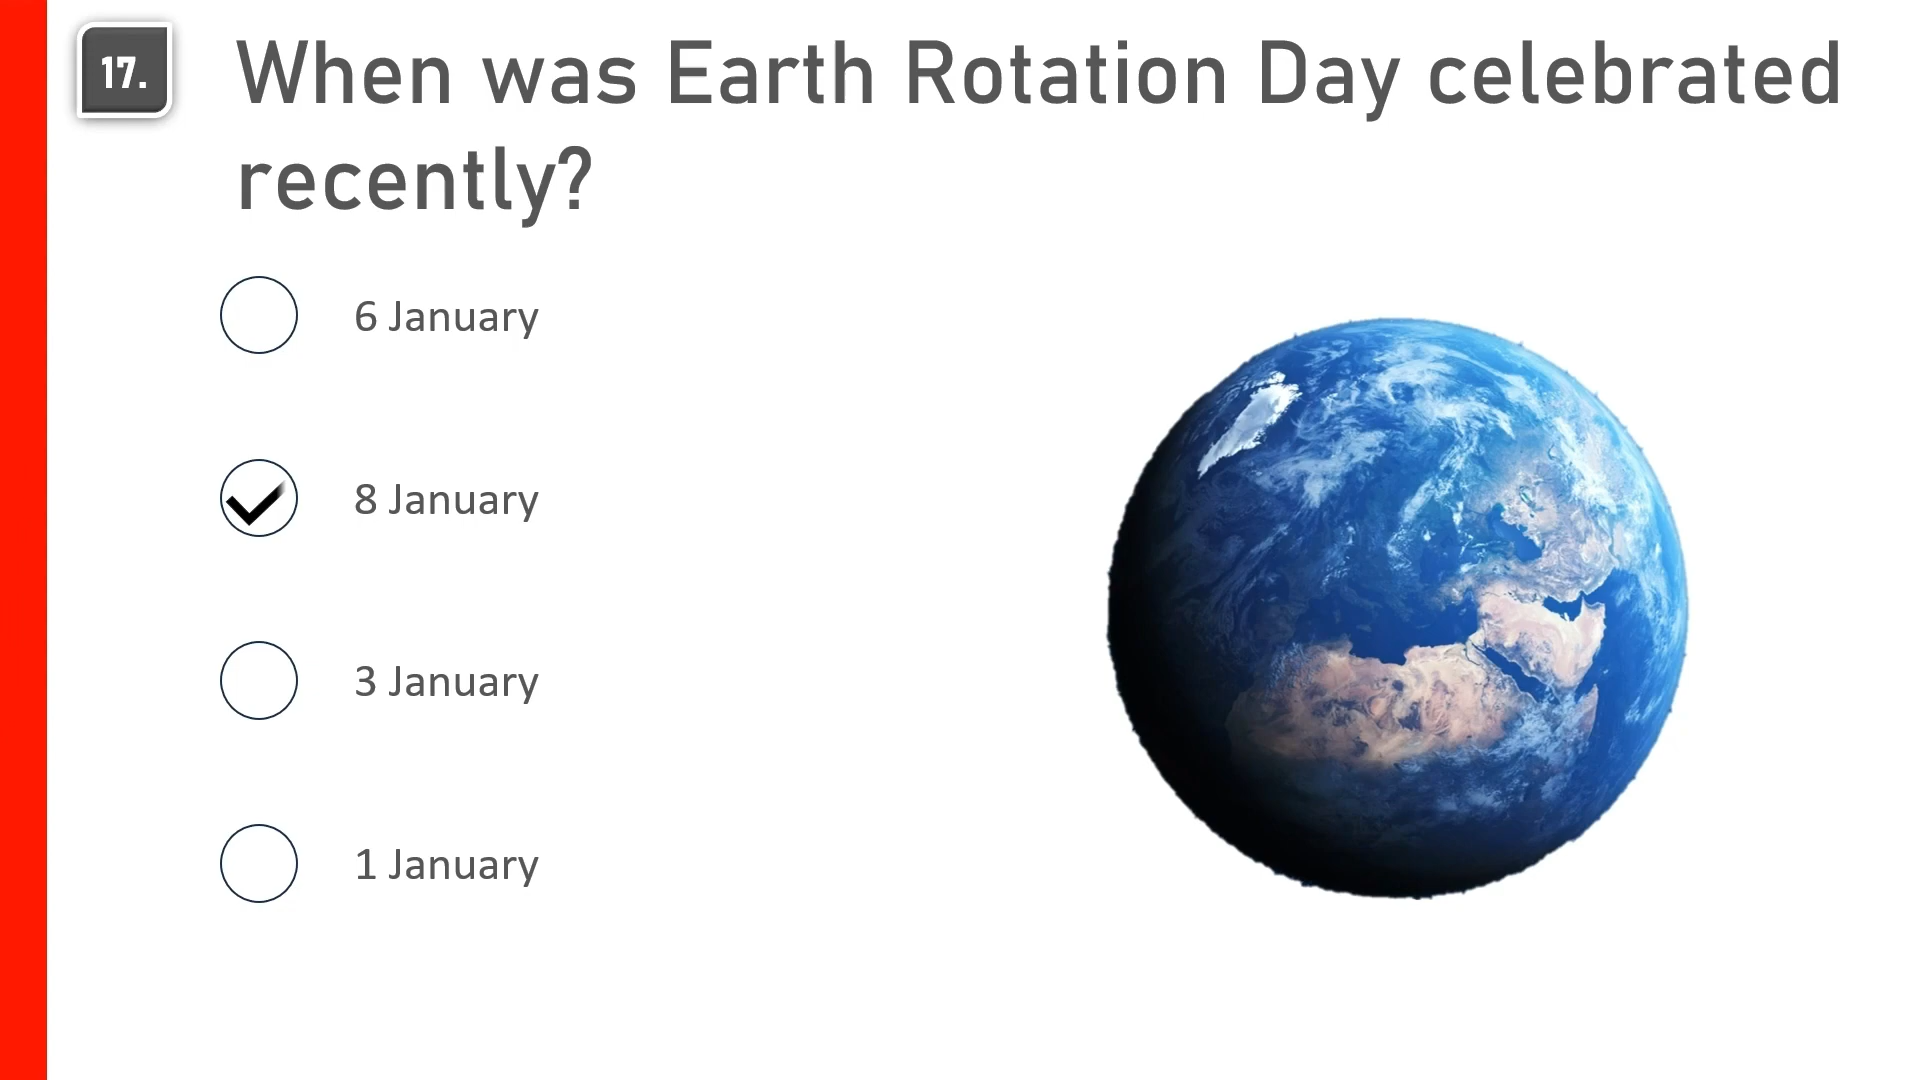 17.
When was Earth Rotation Day celebrated
recently?
6 January
8 January
3 January
1 January